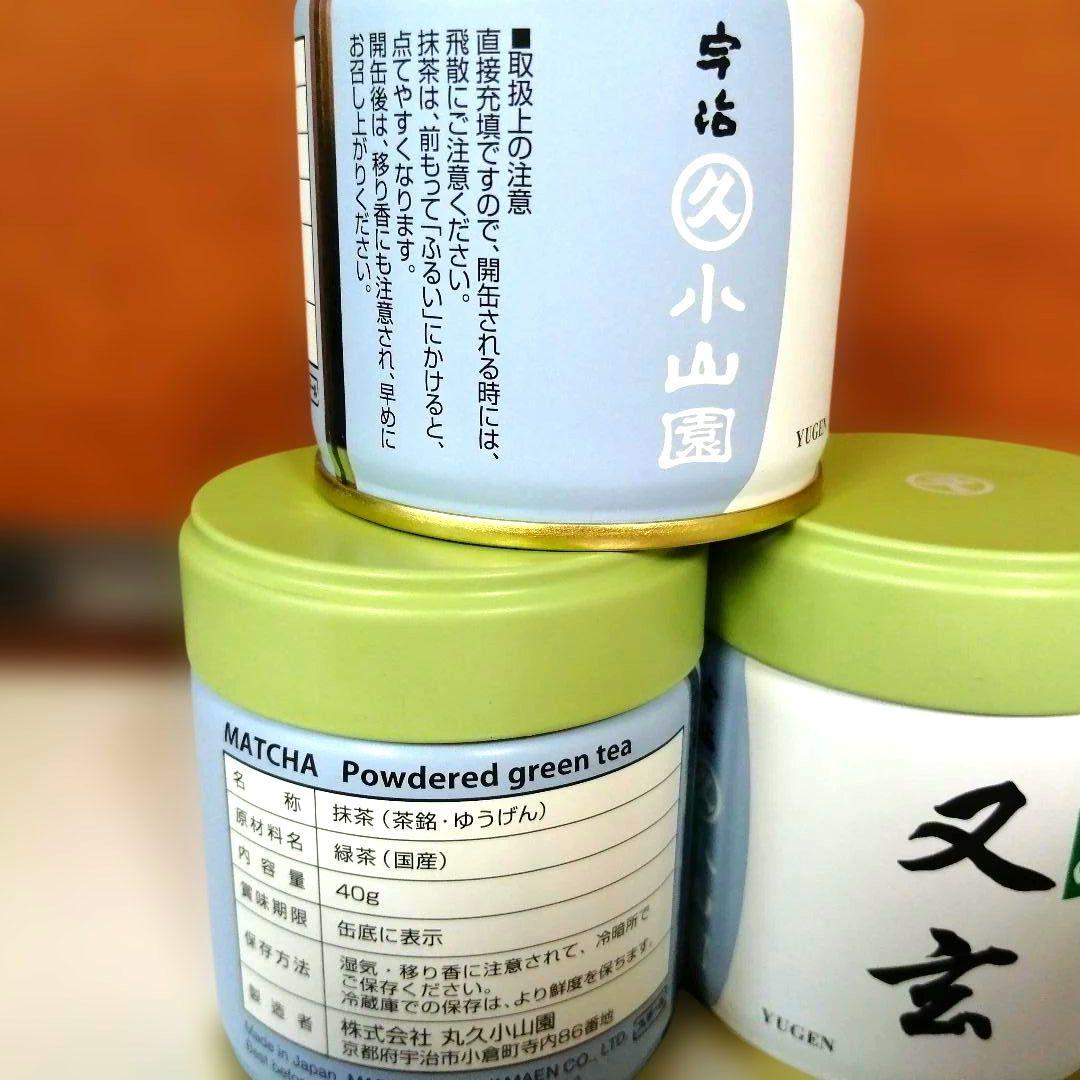 ■取扱上の注意
直接充填ですので、開缶される時には、
飛散にご注意ください。
抹茶は、前もって「ふるい」にかけると、
点てやすくなります。
開缶後は、移り香にも注意され、早めに
お召し上がりください。
宇治
久
小山園
YUGEN
MATCHA Powdered green tea
名称 抹茶（茶銘・ゆうげん）
原材料名 緑茶（国産）
内容量 40g
賞味期限 缶底に表示
保存方法 湿気・移り香に注意されて、冷暗所で
ご保存ください。
冷蔵庫での保存は、より鮮度を保ちます。
製造者 株式会社 丸久小山園
京都府宇治市小倉町寺内86番地
Made in Japan
CO., LTD.
Best before
又玄
YUGEN